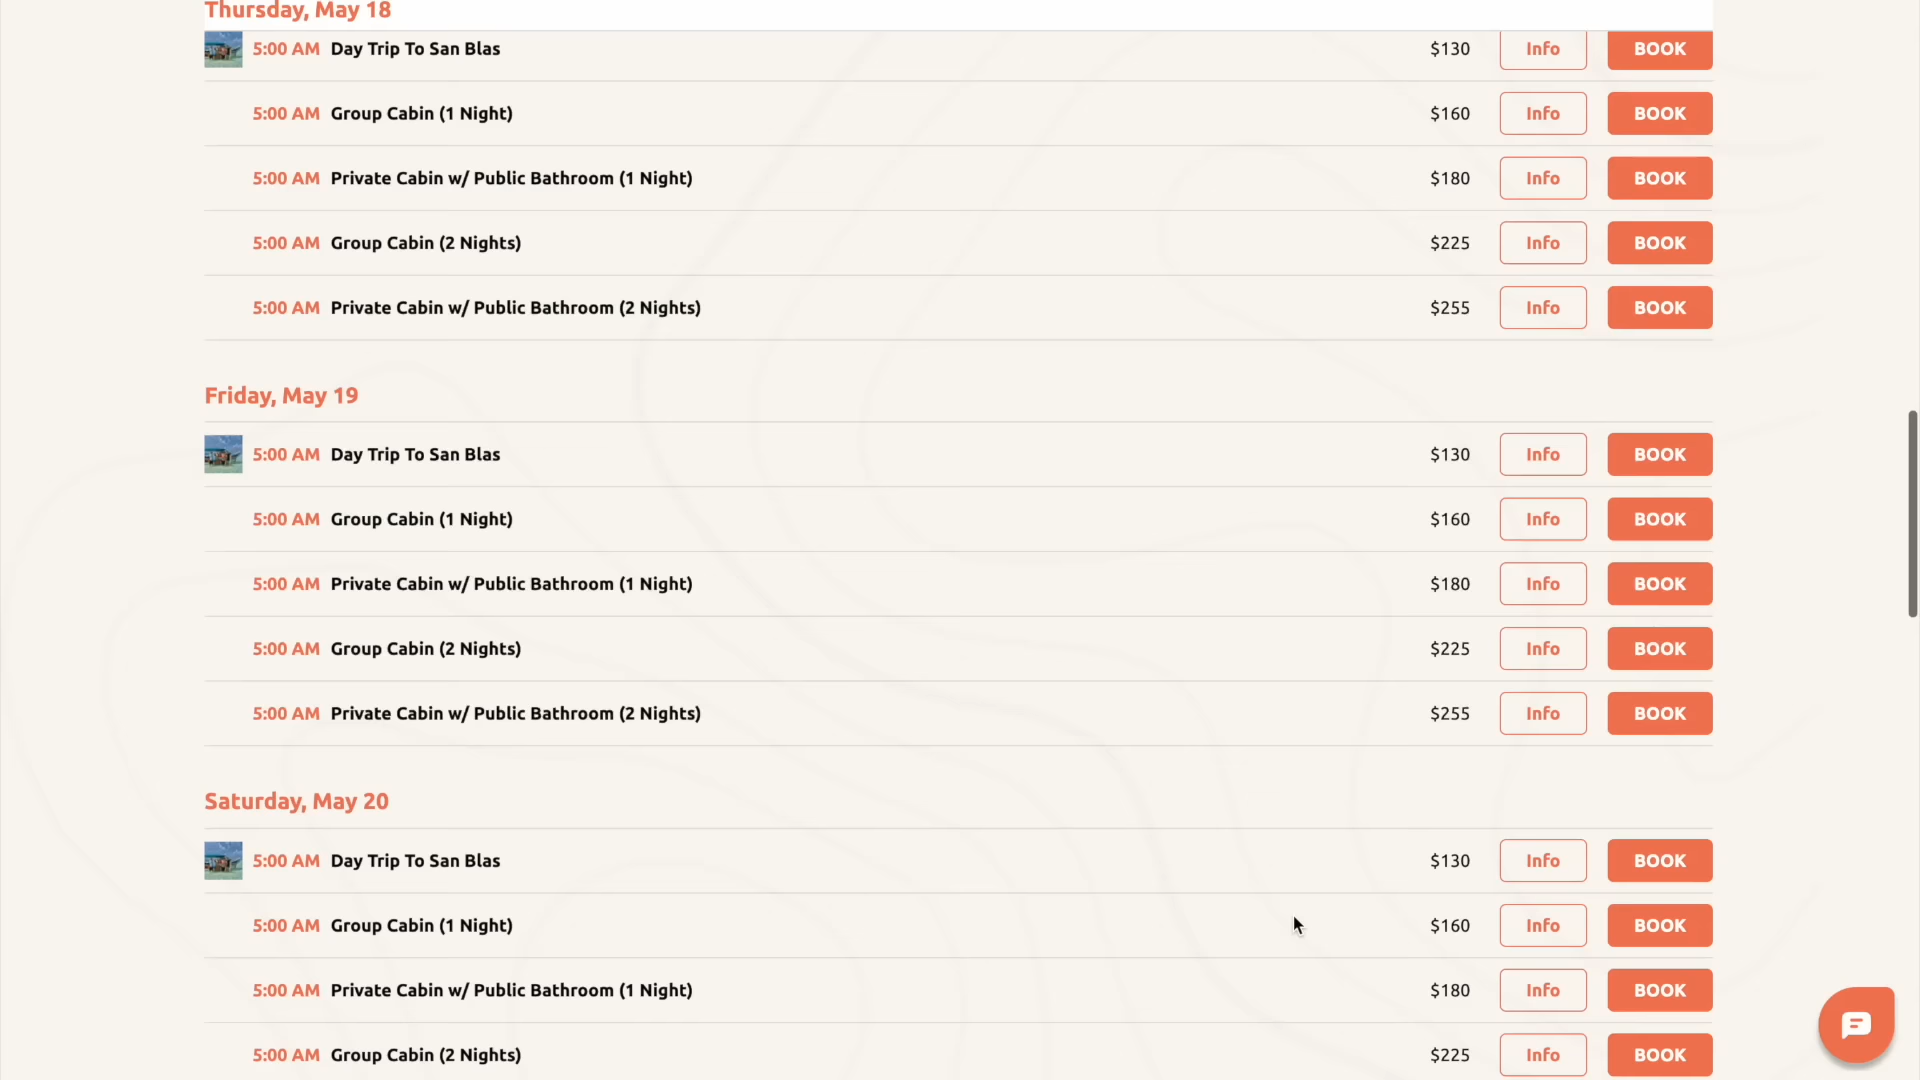 Thursday, May 18
5:00 AM Day Trip To San Blas $130 Info BOOK
5:00 AM Group Cabin (1 Night) $160 Info BOOK
5:00 AM Private Cabin w/ Public Bathroom (1 Night) $180 Info BOOK
5:00 AM Group Cabin (2 Nights) $225 Info BOOK
5:00 AM Private Cabin w/ Public Bathroom (2 Nights) $255 Info BOOK
Friday, May 19
5:00 AM Day Trip To San Blas $130 Info BOOK
5:00 AM Group Cabin (1 Night) $160 Info BOOK
5:00 AM Private Cabin w/ Public Bathroom (1 Night) $180 Info BOOK
5:00 AM Group Cabin (2 Nights) $225 Info BOOK
5:00 AM Private Cabin w/ Public Bathroom (2 Nights) $255 Info BOOK
Saturday, May 20
5:00 AM Day Trip To San Blas $130 Info BOOK
5:00 AM Group Cabin (1 Night) $160 Info BOOK
5:00 AM Private Cabin w/ Public Bathroom (1 Night) $180 Info BOOK
5:00 AM Group Cabin (2 Nights) $225 Info BOOK